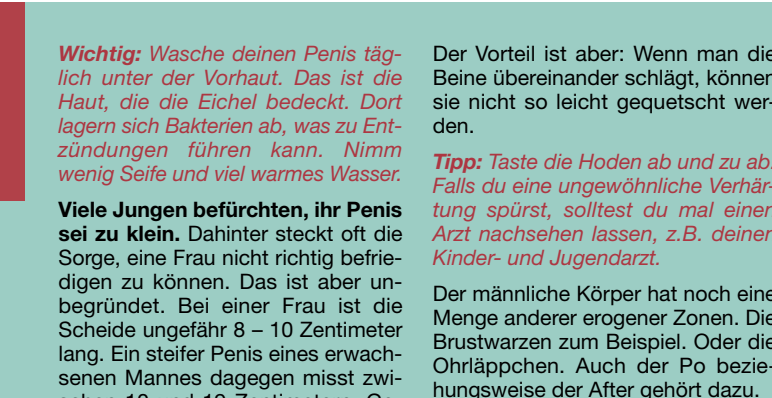 Wichtig: Wasche deinen Penis täg-
lich unter der Vorhaut. Das ist die
Haut, die die Eichel bedeckt. Dort
lagern sich Bakterien ab, was zu Ent-
zündungen führen kann. Nimm
wenig Seife und viel warmes Wasser.
Viele Jungen befürchten, ihr Penis
sei zu klein. Dahinter steckt oft die
Sorge, eine Frau nicht richtig befrie-
digen zu können. Das ist aber un-
begründet. Bei einer Frau ist die
Scheide ungefähr 8 – 10 Zentimeter
lang. Ein steifer Penis eines erwach-
senen Mannes dagegen misst zwi-
Der Vorteil ist aber: Wenn man die
Beine übereinander schlägt, können
sie nicht so leicht gequetscht wer-
den.
Tipp: Taste die Hoden ab und zu ab.
Falls du eine ungewöhnliche Verhär-
tung spürst, solltest du mal einen
Arzt nachsehen lassen, z.B. deinen
Kinder- und Jugendarzt.
Der männliche Körper hat noch eine
Menge anderer erogener Zonen. Die
Brustwarzen zum Beispiel. Oder die
Ohrläppchen. Auch der Po bezie-
hungsweise der After gehört dazu.